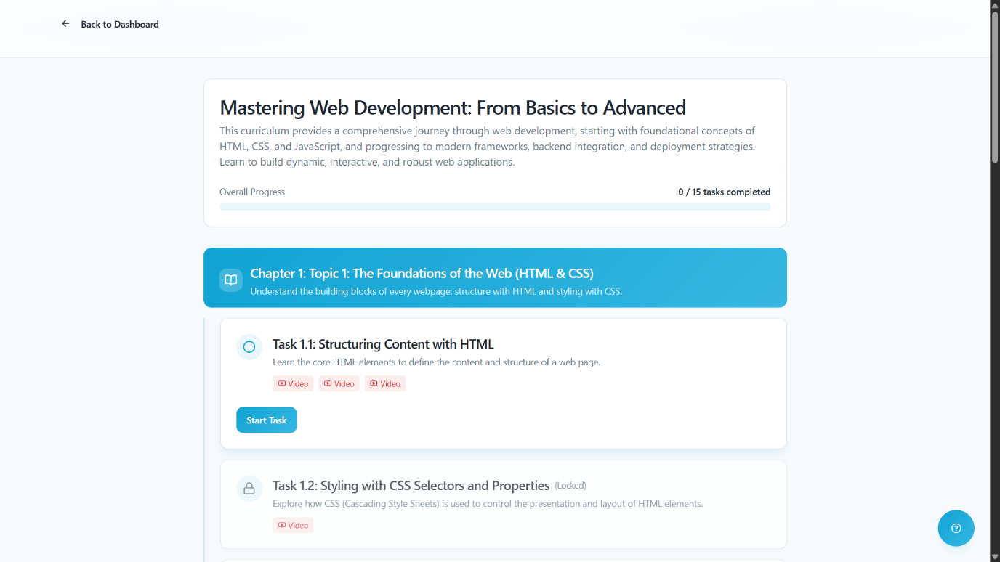 Back to Dashboard
Mastering Web Development: From Basics to Advanced
This curriculum provides a comprehensive journey through web development, starting with foundational concepts of
HTML, CSS, and JavaScript, and progressing to modern frameworks, backend integration, and deployment strategies.
Learn to build dynamic, interactive, and robust web applications.
Overall Progress
0 / 15 tasks completed
Chapter 1: Topic 1: The Foundations of the Web (HTML & CSS)
Understand the building blocks of every webpage: structure with HTML and styling with CSS.
Task 1.1: Structuring Content with HTML
Learn the core HTML elements to define the content and structure of a web page.
Video Video Video
Start Task
Task 1.2: Styling with CSS Selectors and Properties (Locked)
Explore how CSS (Cascading Style Sheets) is used to control the presentation and layout of HTML elements.
Video